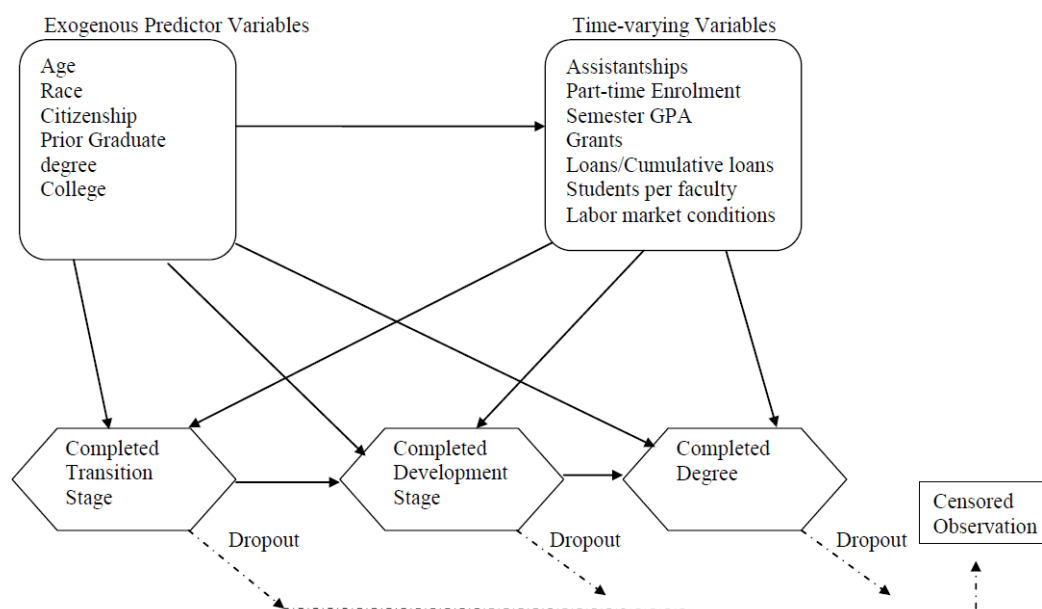 Exogenous Predictor Variables
Time-varying Variables
Age
Race
Citizenship
Prior Graduate
degree
College
Assistantships
Part-time Enrolment
Semester GPA
Grants
Loans/Cumulative loans
Students per faculty
Labor market conditions
Completed
Transition
Stage
Completed
Development
Stage
Completed
Degree
Censored
Observation
Dropout
Dropout
Dropout